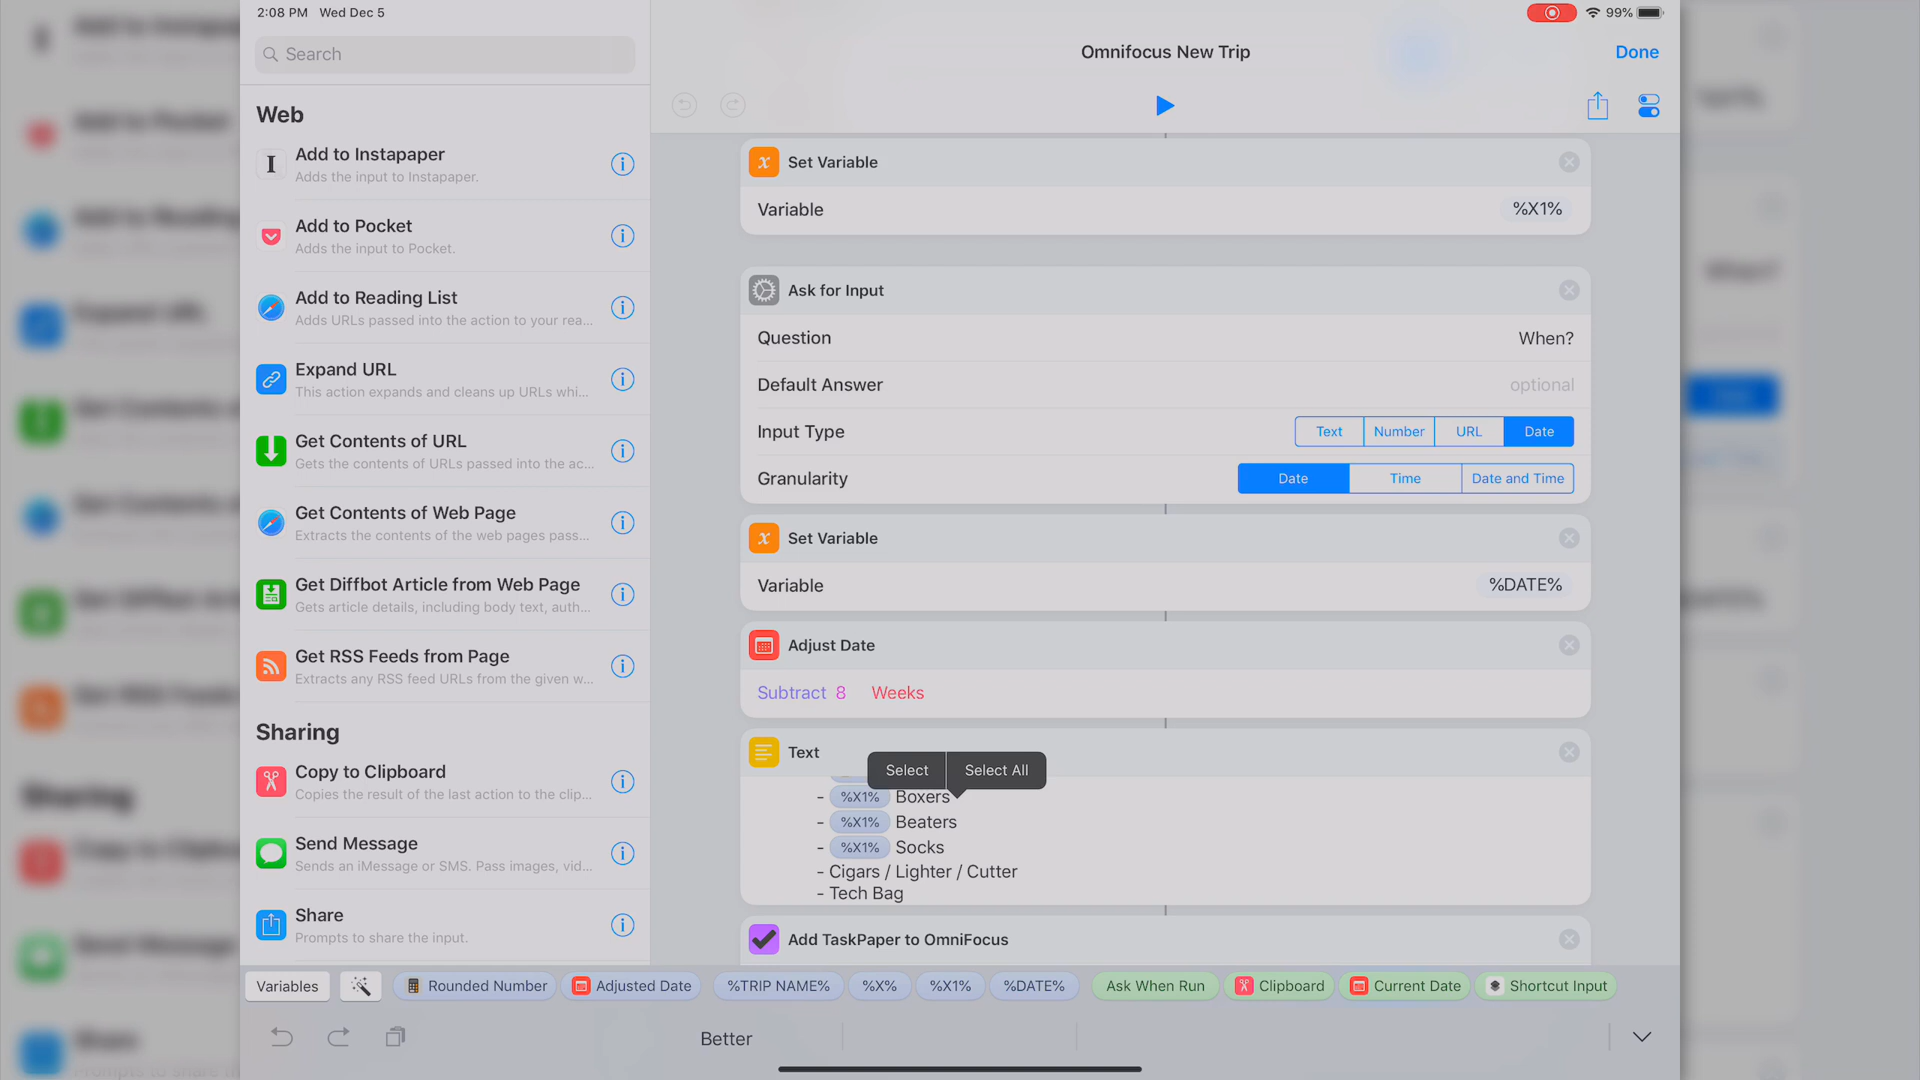 2:08 PM Wed Dec 5
99%
Search
Omnifocus New Trip
Done
Web
Add to Instapaper
Adds the input to Instapaper.
Add to Pocket
Adds the input to Pocket.
Add to Reading List
Adds URLs passed into the action to your rea...
Expand URL
This action expands and cleans up URLs whi...
Get Contents of URL
Gets the contents of URLs passed into the ac...
Get Contents of Web Page
Extracts the contents of the web pages pass...
Get Diffbot Article from Web Page
Gets article details, including body text, auth...
Get RSS Feeds from Page
Extracts any RSS feed URLs from the given w...
Sharing
Copy to Clipboard
Copies the result of the last action to the clip...
Send Message
Sends an iMessage or SMS. Pass images, vid...
Share
Prompts to share the input.
Set Variable
Variable %X1%
Ask for Input
Question When?
Default Answer optional
Input Type Text Number URL Date
Granularity Date Time Date and Time
Set Variable
Variable %DATE%
Adjust Date
Subtract 8 Weeks
Text
Select Select All
- %X1% Boxers
- %X1% Beaters
- %X1% Socks
- Cigars / Lighter / Cutter
- Tech Bag
Add TaskPaper to OmniFocus
Variables Rounded Number Adjusted Date %TRIP NAME% %X% %X1% %DATE% Ask When Run Clipboard Current Date Shortcut Input
Better